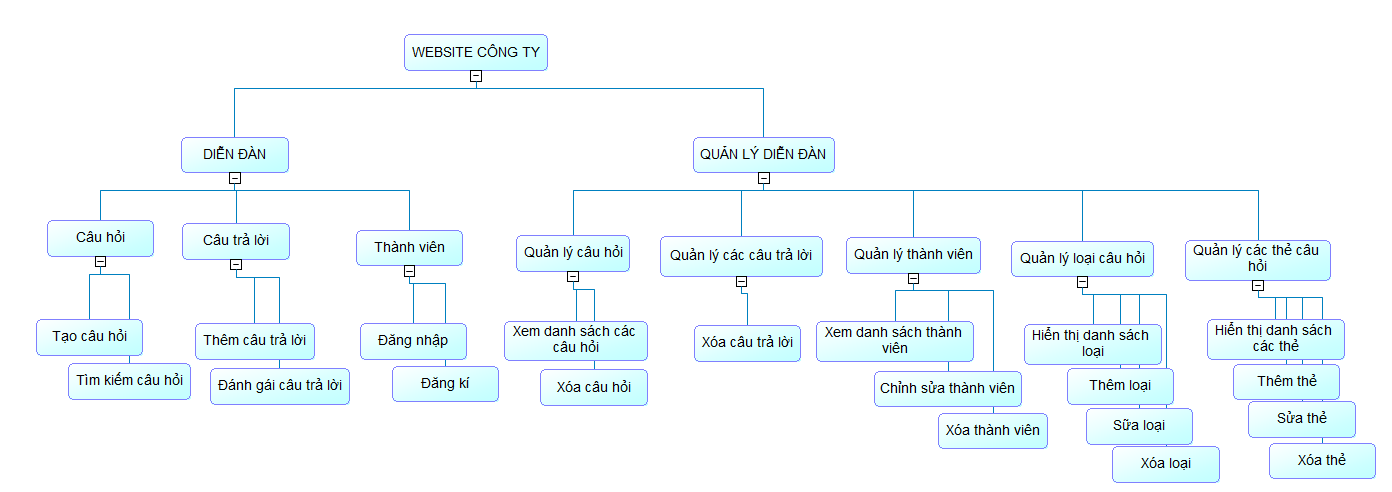 WEBSITE CÔNG TY
DIỄN ĐÀN
QUẢN LÝ DIỄN ĐÀN
Câu hỏi
Câu trả lời
Thành viên
Quản lý câu hỏi
Quản lý các câu trả lời
Quản lý thành viên
Quản lý loại câu hỏi
Quản lý các thẻ câu
hỏi
Tạo câu hỏi
Tìm kiếm câu hỏi
Thêm câu trả lời
Đánh gái câu trả lời
Đăng nhập
Đăng kí
Xem danh sách các
câu hỏi
Xóa câu hỏi
Xóa câu trả lời
Xem danh sách thành
viên
Chỉnh sửa thành viên
Xóa thành viên
Hiển thị danh sách
loại
Thêm loại
Sữa loại
Xóa loại
Hiển thị danh sách
các thẻ
Thêm thẻ
Sửa thẻ
Xóa thẻ